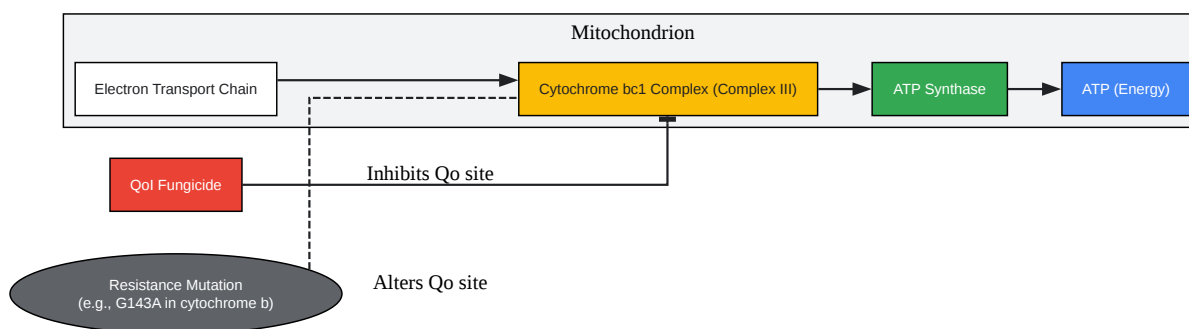 Mitochondrion
Electron Transport Chain
Cytochrome bc1 Complex (Complex III)
ATP Synthase
ATP (Energy)
QoI Fungicide
Inhibits Qo site
Resistance Mutation
(e.g., G143A in cytochrome b)
Alters Qo site